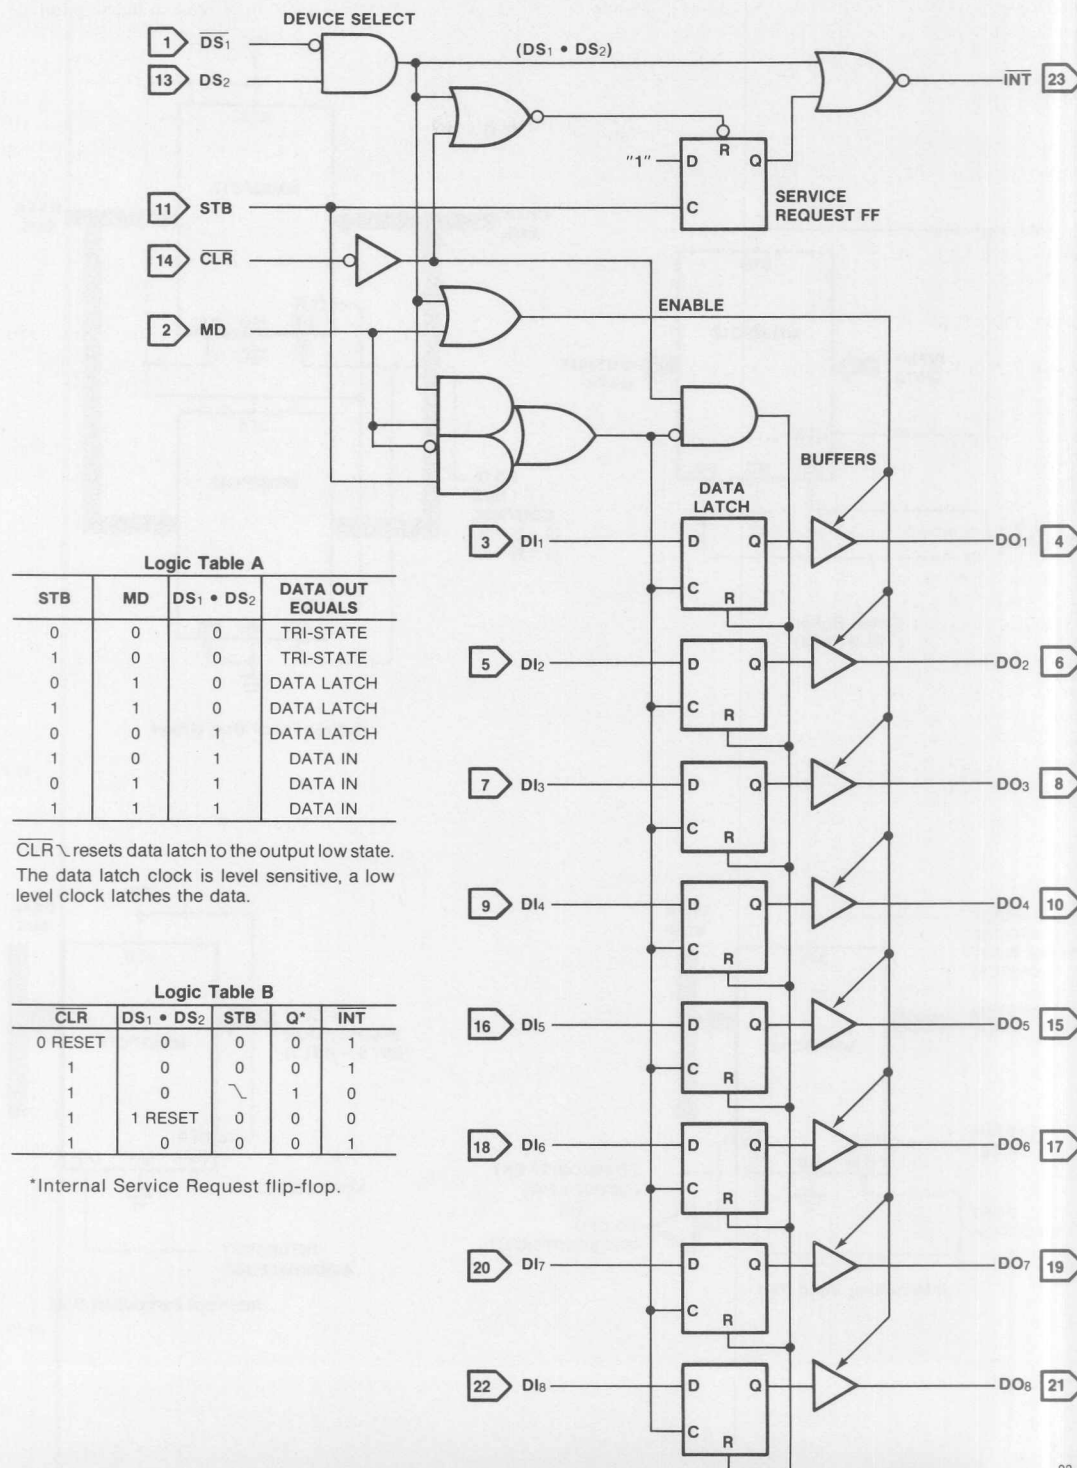 DEVICE SELECT
1 DS1
13 DS2
(DS1 • DS2)
INT 23
"1" D R Q
C
SERVICE
REQUEST FF
11 STB
14 CLR
2 MD
ENABLE
BUFFERS
DATA
LATCH
3 DI1 D Q C R DO1 4
5 DI2 D Q C R DO2 6
7 DI3 D Q C R DO3 8
9 DI4 D Q C R DO4 10
16 DI5 D Q C R DO5 15
18 DI6 D Q C R DO6 17
20 DI7 D Q C R DO7 19
22 DI8 D Q C R DO8 21
Logic Table A
STB MD DS1 • DS2 DATA OUT EQUALS
0 0 0 TRI-STATE
1 0 0 TRI-STATE
0 1 0 DATA LATCH
1 1 0 DATA LATCH
0 0 1 DATA LATCH
1 0 1 DATA IN
0 1 1 DATA IN
1 1 1 DATA IN
CLR resets data latch to the output low state.
The data latch clock is level sensitive, a low
level clock latches the data.
Logic Table B
CLR DS1 • DS2 STB Q* INT
0 RESET 0 0 0 1
1 0 0 0 1
1 0 1 0
1 1 RESET 0 0 0
1 0 0 0 1
*Internal Service Request flip-flop.